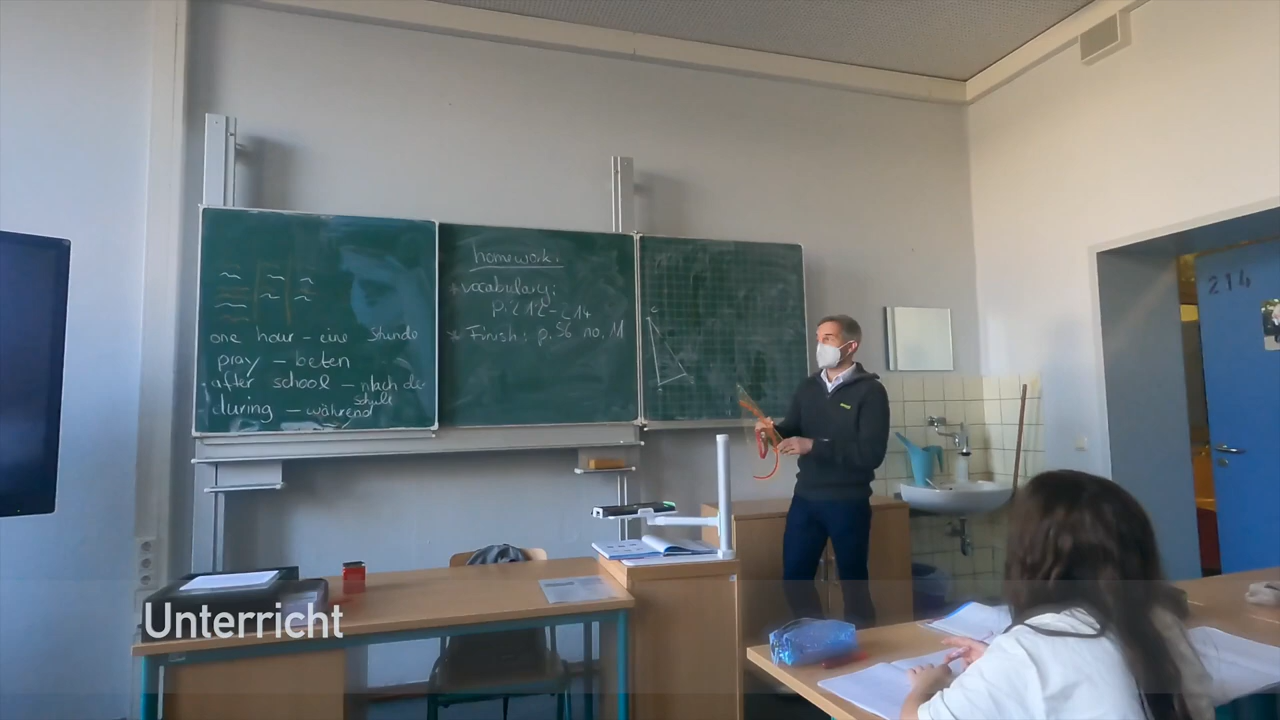 one hour - eine Stunde
pray - beten
after school - nach der
Schule
during - während
homework:
* vocabulary:
p. 212-214
* Finish: p. 56 no. 11
C
214
Unterricht